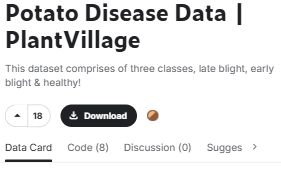 Potato Disease Data |
PlantVillage
This dataset comprises of three classes, late blight, early
blight & healthy!
18 Download
Data Card Code (8) Discussion (0) Sugges